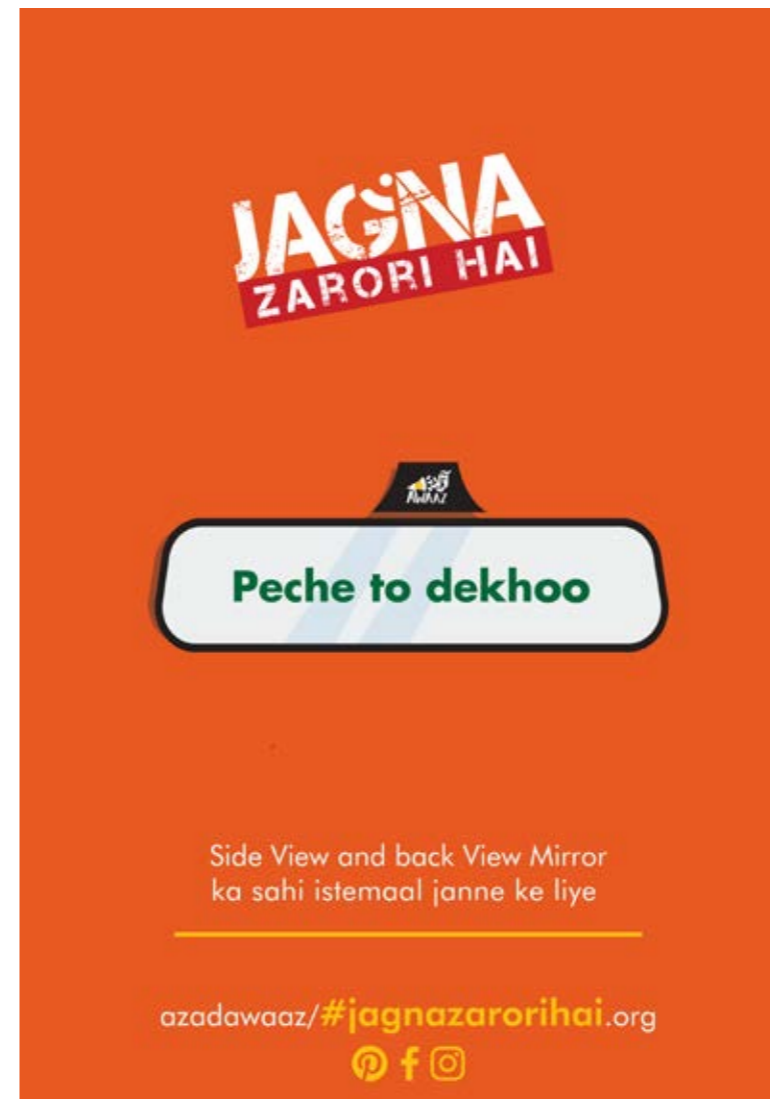 JAGNA
ZARORI HAI
AWAAZ
Peche to dekhoo
Side View and back View Mirror
ka sahi istemaal janne ke liye
azadawaaz/#jagnazarorihai.org